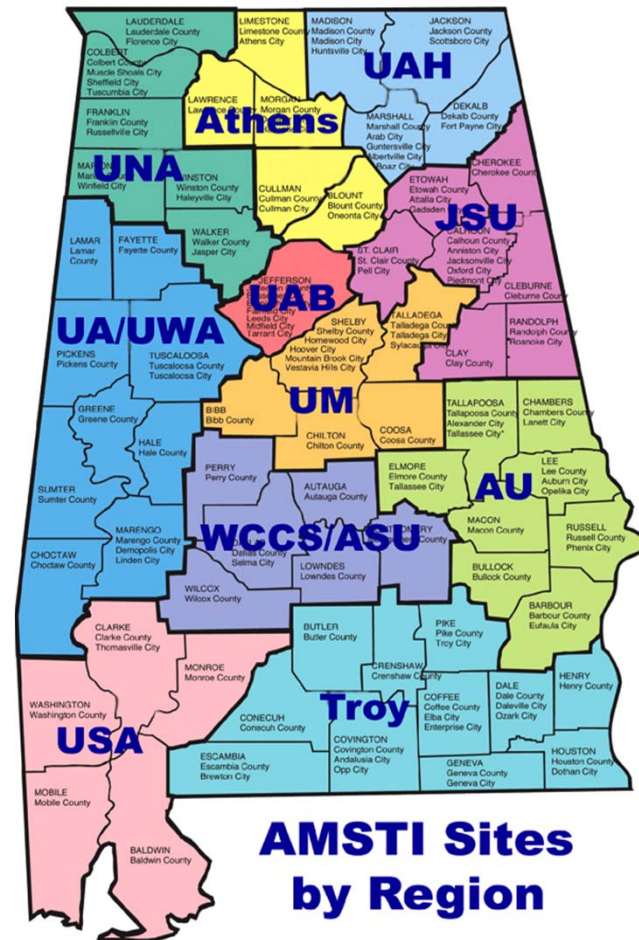 LAUDERDALE
Lauderdale County
Florence City
LIMESTONE
Limestone County
Athens City
MADISON
Madison County
Madison City
Huntsville City
JACKSON
Jackson County
Scottsboro City
COLBERT
Colbert County
Muscle Shoals City
Sheffield City
Tuscumbia City
UAH
FRANKLIN
Franklin County
Russellville City
LAWRENCE
MORGAN
Morgan County
Athens
MARSHALL
Marshall County
Arab City
Guntersville City
Albertville City
Boaz City
DEKALB
Dekalb County
Fort Payne City
UNA
Winfield City
WINSTON
Winston County
Haleyville City
CULLMAN
Cullman County
Cullman City
BLOUNT
Blount County
Oneonta City
CHEROKEE
Cherokee County
ETOWAH
Etowah County
Attalla City
Gadsden
JSU
WALKER
Walker County
Jasper City
CALHOUN
Calhoun County
Anniston City
Jacksonville City
Oxford City
Piedmont City
LAMAR
Lamar
County
FAYETTE
Fayette County
ST. CLAIR
St. Clair County
Pell City
JEFFERSON
UAB
Leeds City
Midfield City
Tarrant City
CLEBURNE
Cleburne County
UA/UWA
SHELBY
Shelby County
Homewood City
Hoover City
Mountain Brook City
Vestavia Hills City
TALLADEGA
Talladega County
Talladega City
Sylacauga City
RANDOLPH
Randolph County
Roanoke City
PICKENS
Pickens County
TUSCALOOSA
Tuscaloosa County
Tuscaloosa City
CLAY
Clay County
UM
GREENE
Greene County
BIBB
Bibb County
CHILTON
Chilton County
COOSA
Coosa County
TALLAPOOSA
Tallapoosa County
Alexander City
Tallassee City*
CHAMBERS
Chambers County
Lanett City
HALE
Hale County
PERRY
Perry County
AUTAUGA
Autauga County
ELMORE
Elmore County
Tallassee City
AU
LEE
Lee County
Auburn City
Opelika City
SUMTER
Sumter County
MARENGO
Marengo County
Demopolis City
Linden City
WCCS/ASU
Dallas County
Selma City
MACON
Macon County
RUSSELL
Russell County
Phenix City
CHOCTAW
Choctaw County
LOWNDES
Lowndes County
BULLOCK
Bullock County
WILCOX
Wilcox County
BARBOUR
Barbour County
Eufaula City
CLARKE
Clarke County
Thomasville City
BUTLER
Butler County
PIKE
Pike County
Troy City
MONROE
Monroe County
CRENSHAW
Crenshaw County
HENRY
Henry County
WASHINGTON
Washington County
USA
CONECUH
Conecuh County
Troy
COFFEE
Coffee County
Elba City
Enterprise City
DALE
Dale County
Daleville City
Ozark City
ESCAMBIA
Escambia County
Brewton City
COVINGTON
Covington County
Andalusia City
Opp City
GENEVA
Geneva County
Geneva City
HOUSTON
Houston County
Dothan City
MOBILE
Mobile County
BALDWIN
Baldwin County
AMSTI Sites
by Region